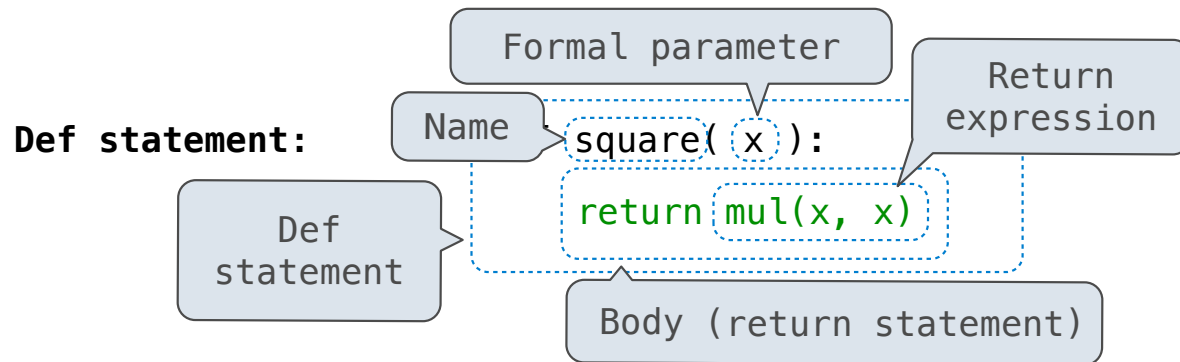 Formal parameter
Return
expression
Def statement:
Name
square( x ):
return mul(x, x)
Def
statement
Body (return statement)